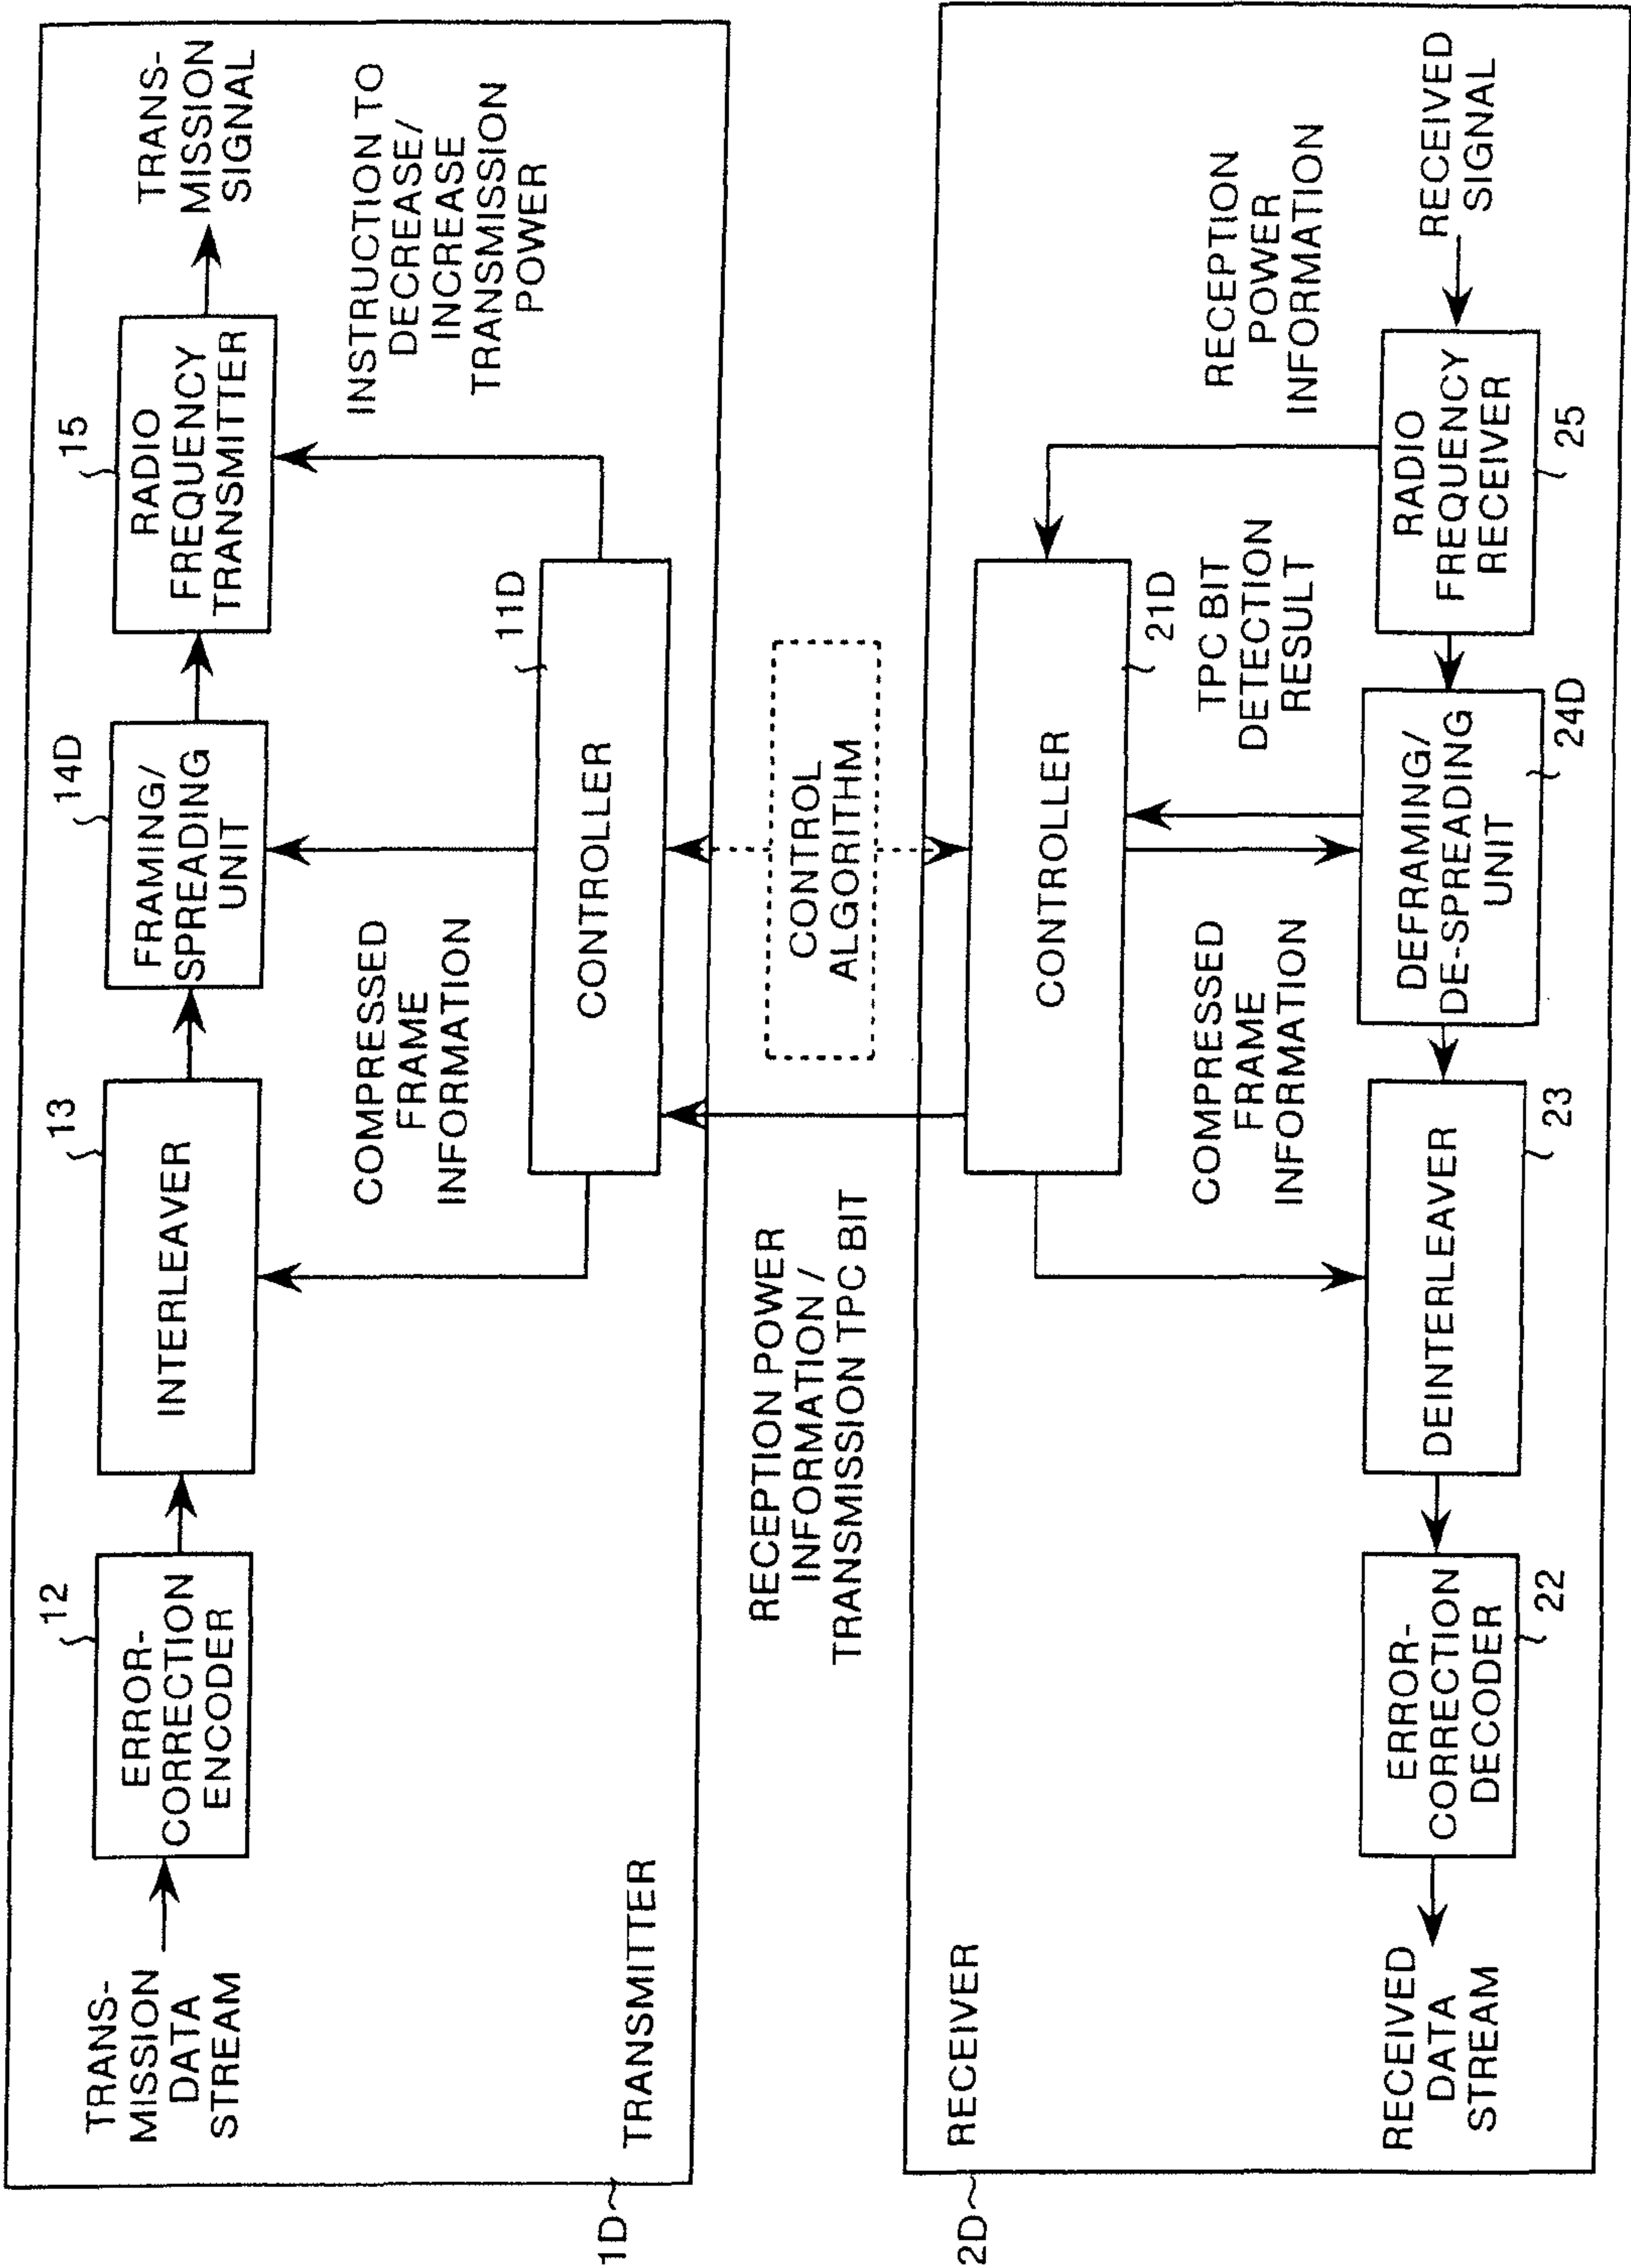 TRANS-
MISSION
DATA
STREAM
12
ERROR-
CORRECTION
ENCODER
13
INTERLEAVER
14D
FRAMING/
SPREADING
UNIT
15
RADIO
FREQUENCY
TRANSMITTER
TRANS-
MISSION
SIGNAL
COMPRESSED
FRAME
INFORMATION
INSTRUCTION TO
DECREASE/
INCREASE
TRANSMISSION
POWER
11D
CONTROLLER
TRANSMITTER
1D
RECEPTION POWER
INFORMATION /
TRANSMISSION TPC BIT
CONTROL
ALGORITHM
2D
RECEIVER
CONTROLLER
21D
COMPRESSED
FRAME
INFORMATION
TPC BIT
DETECTION
RESULT
RECEPTION
POWER
INFORMATION
RECEIVED
DATA
STREAM
ERROR-
CORRECTION
DECODER
22
DEINTERLEAVER
23
DEFRAMING/
DE-SPREADING
UNIT
24D
RADIO
FREQUENCY
RECEIVER
25
RECEIVED
SIGNAL